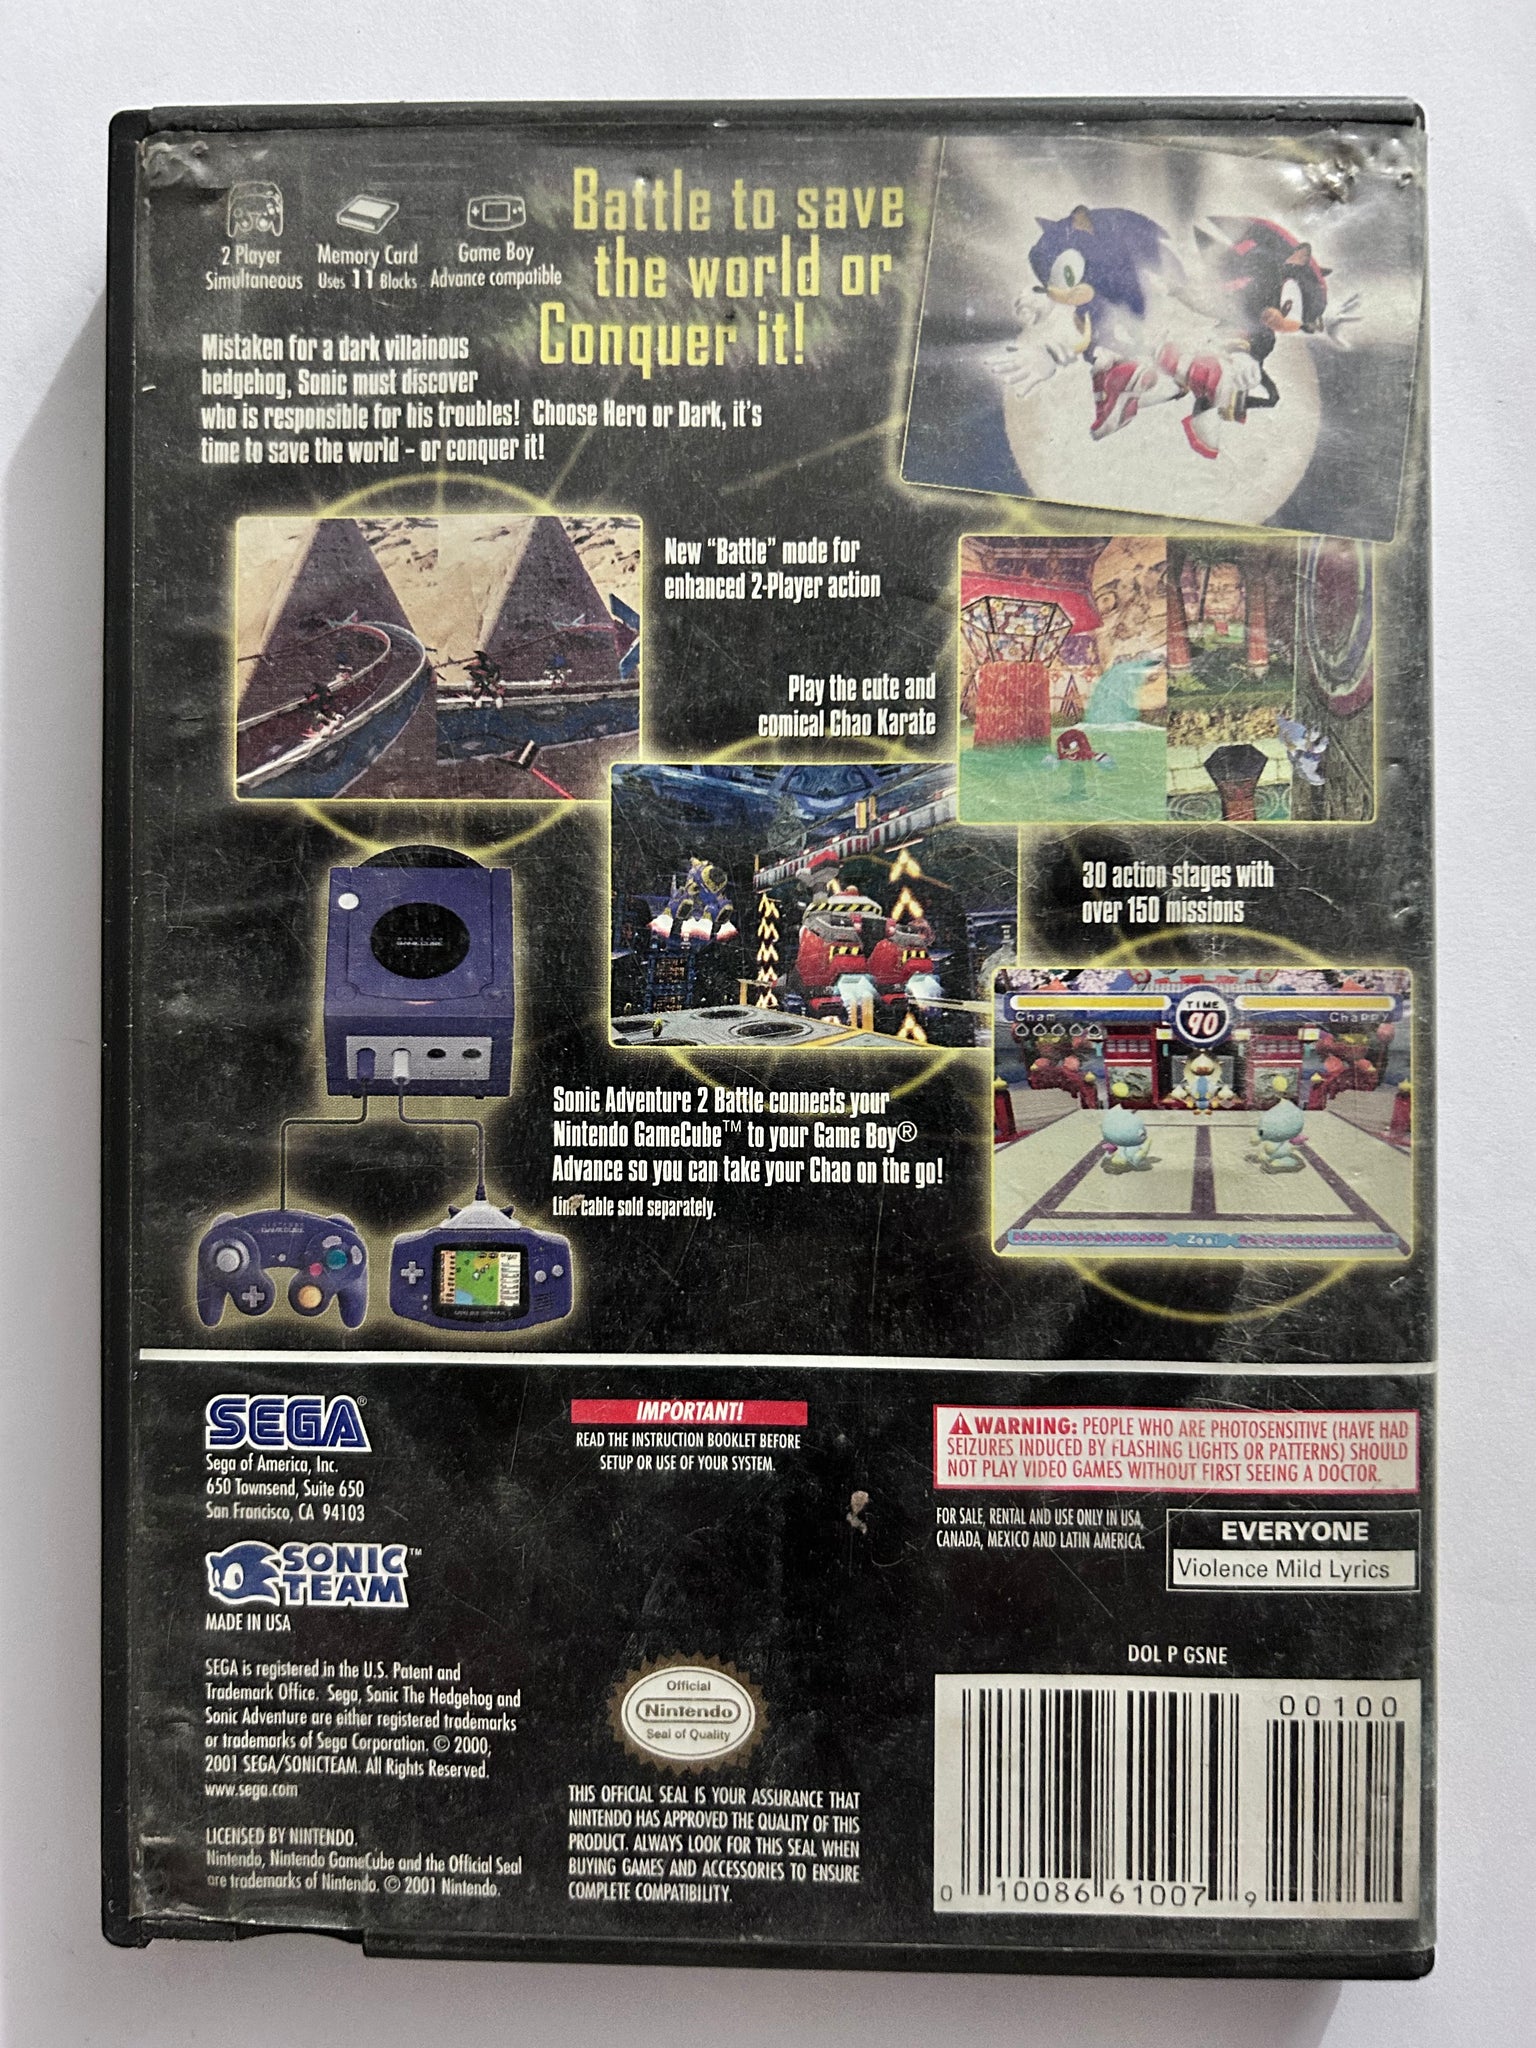 Battle to save
the world or
Conquer it!
2 Player
Simultaneous
Memory Card
Uses 11 Blocks
Game Boy
Advance compatible
Mistaken for a dark villainous
hedgehog, Sonic must discover
who is responsible for his troubles! Choose Hero or Dark, it's
time to save the world - or conquer it!
New "Battle" mode for
enhanced 2-Player action
Play the cute and
comical Chao Karate
30 action stages with
over 150 missions
NINTENDO
GAMECUBE
TIME
90
Cham
Chappy
Zeal
Sonic Adventure 2 Battle connects your
Nintendo GameCube™ to your Game Boy®
Advance so you can take your Chao on the go!
Link cable sold separately.
NINTENDO
GAMECUBE
SEGA®
Sega of America, Inc.
650 Townsend, Suite 650
San Francisco, CA 94103
SONIC
TEAM™
MADE IN USA
IMPORTANT!
READ THE INSTRUCTION BOOKLET BEFORE
SETUP OR USE OF YOUR SYSTEM.
WARNING: PEOPLE WHO ARE PHOTOSENSITIVE (HAVE HAD
SEIZURES INDUCED BY FLASHING LIGHTS OR PATTERNS) SHOULD
NOT PLAY VIDEO GAMES WITHOUT FIRST SEEING A DOCTOR.
FOR SALE, RENTAL AND USE ONLY IN USA,
CANADA, MEXICO AND LATIN AMERICA.
EVERYONE
Violence Mild Lyrics
SEGA is registered in the U.S. Patent and
Trademark Office. Sega, Sonic The Hedgehog and
Sonic Adventure are either registered trademarks
or trademarks of Sega Corporation. © 2000,
2001 SEGA/SONICTEAM. All Rights Reserved.
www.sega.com
LICENSED BY NINTENDO.
Nintendo, Nintendo GameCube and the Official Seal
are trademarks of Nintendo. © 2001 Nintendo.
Official
Nintendo
Seal of Quality
THIS OFFICIAL SEAL IS YOUR ASSURANCE THAT
NINTENDO HAS APPROVED THE QUALITY OF THIS
PRODUCT. ALWAYS LOOK FOR THIS SEAL WHEN
BUYING GAMES AND ACCESSORIES TO ENSURE
COMPLETE COMPATIBILITY.
DOL P GSNE
00100
0 10086 61007 9